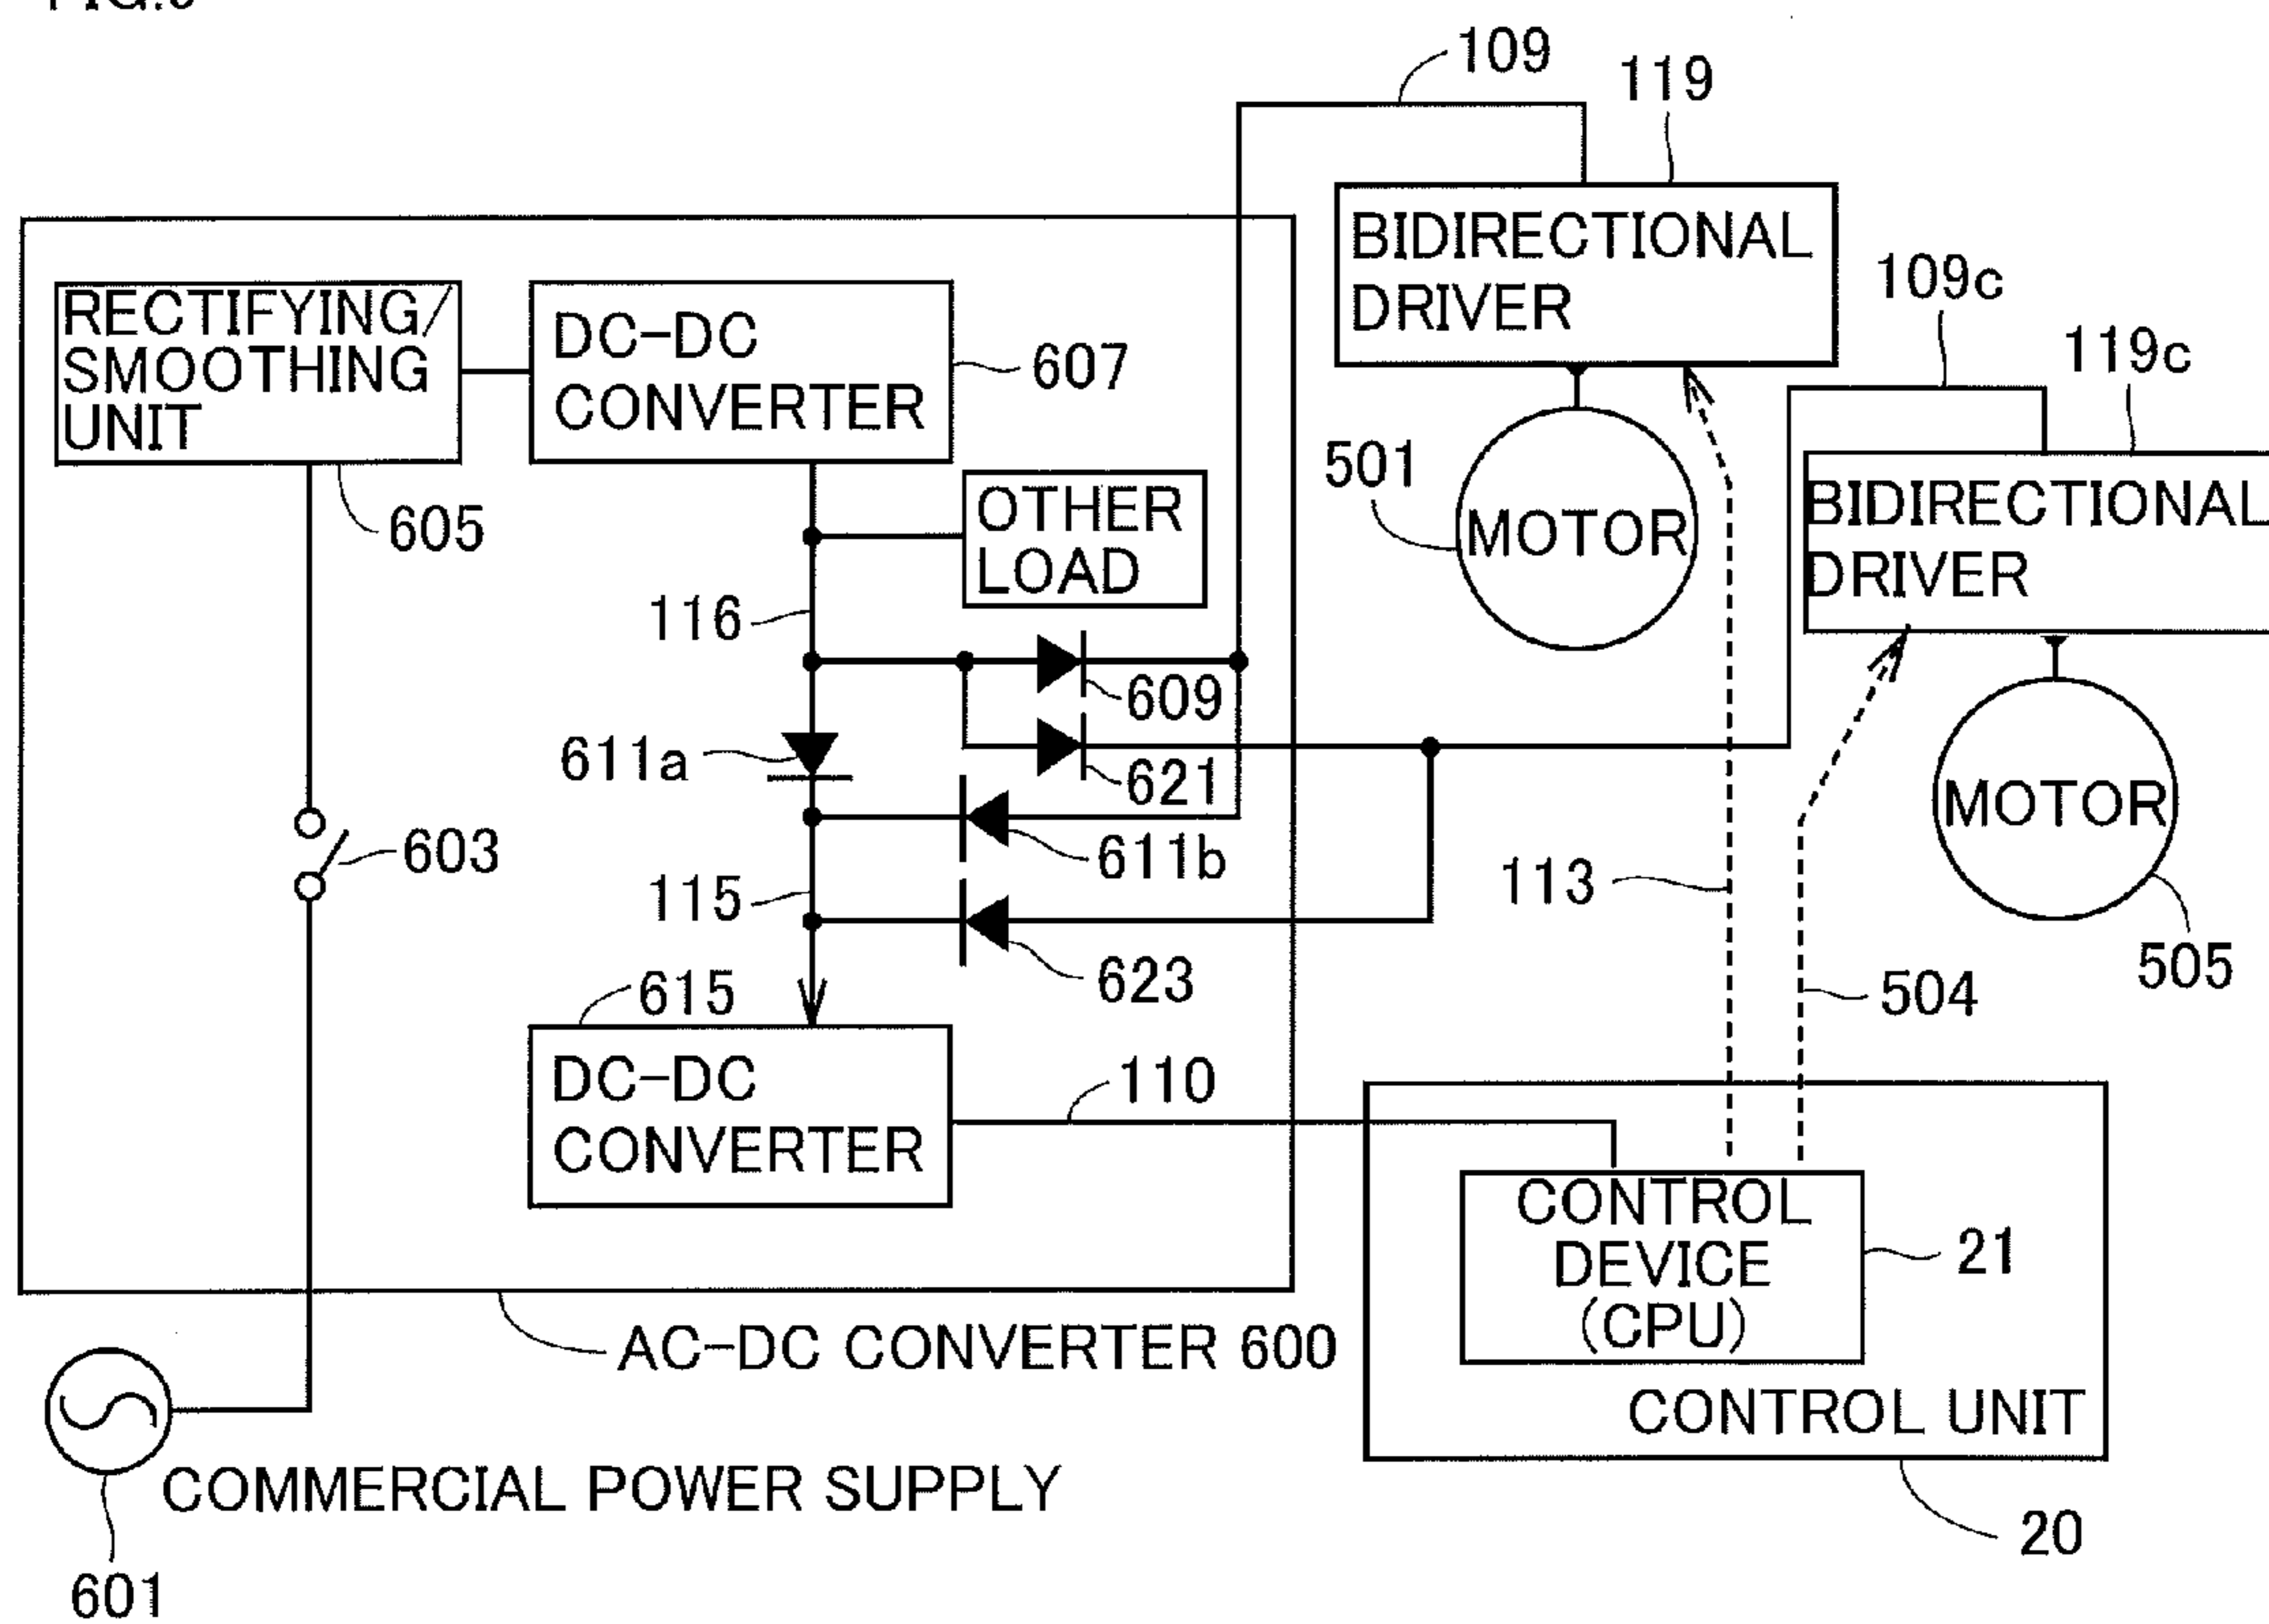 109
119
BIDIRECTIONAL
DRIVER
109c
119c
RECTIFYING/
SMOOTHING
UNIT
DC-DC
CONVERTER
607
501
MOTOR
BIDIRECTIONAL
DRIVER
605
OTHER
LOAD
116
609
611a
621
603
611b
113
MOTOR
115
623
504
505
615
DC-DC
CONVERTER
110
CONTROL
DEVICE
(CPU)
21
AC-DC CONVERTER 600
CONTROL UNIT
COMMERCIAL POWER SUPPLY
20
601